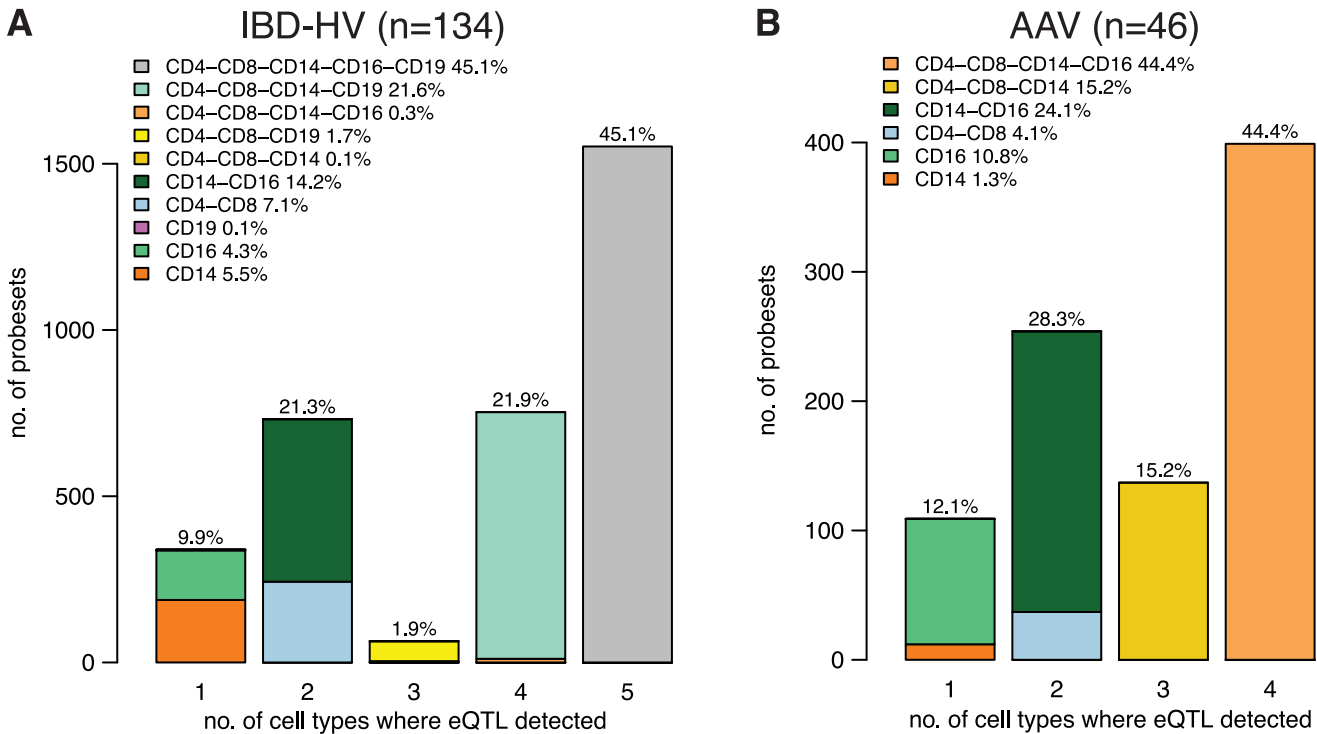 A
IBD-HV (n=134)
CD4–CD8–CD14–CD16–CD19 45.1%
CD4–CD8–CD14–CD19 21.6%
CD4–CD8–CD14–CD16 0.3%
CD4–CD8–CD19 1.7%
CD4–CD8–CD14 0.1%
CD14–CD16 14.2%
CD4–CD8 7.1%
CD19 0.1%
CD16 4.3%
CD14 5.5%
no. of probesets
1500
1000
500
0
9.9%
21.3%
1.9%
21.9%
45.1%
1 2 3 4 5
no. of cell types where eQTL detected
B
AAV (n=46)
CD4–CD8–CD14–CD16 44.4%
CD4–CD8–CD14 15.2%
CD14–CD16 24.1%
CD4–CD8 4.1%
CD16 10.8%
CD14 1.3%
no. of probesets
400
300
200
100
0
12.1%
28.3%
15.2%
44.4%
1 2 3 4
no. of cell types where eQTL detected